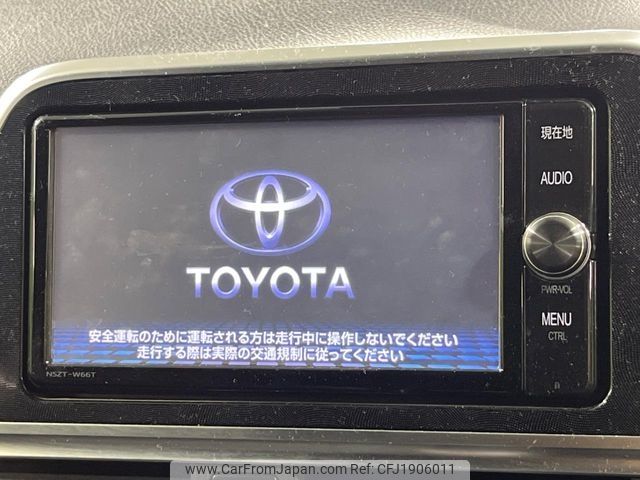 現在地
AUDIO
TOYOTA
PWR-VOL
安全運転のために運転される方は走行中に操作しないでください
走行する際は実際の交通規制に従ってください
MENU
CTRL
NSZT-W66T
www.CarFromJapan.com Ref:CFJ1906011